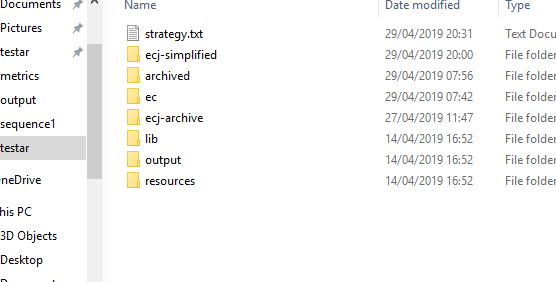 Documents Name Date modified Type
Pictures strategy.txt 29/04/2019 20:31 Text Docu
testar ecj-simplified 29/04/2019 20:00 File folder
metrics archived 29/04/2019 07:56 File folder
output ec 29/04/2019 07:42 File folder
sequence1 ecj-archive 27/04/2019 11:47 File folder
testar lib 14/04/2019 16:52 File folder
output 14/04/2019 16:52 File folder
OneDrive resources 14/04/2019 16:52 File folder
his PC
3D Objects
Desktop